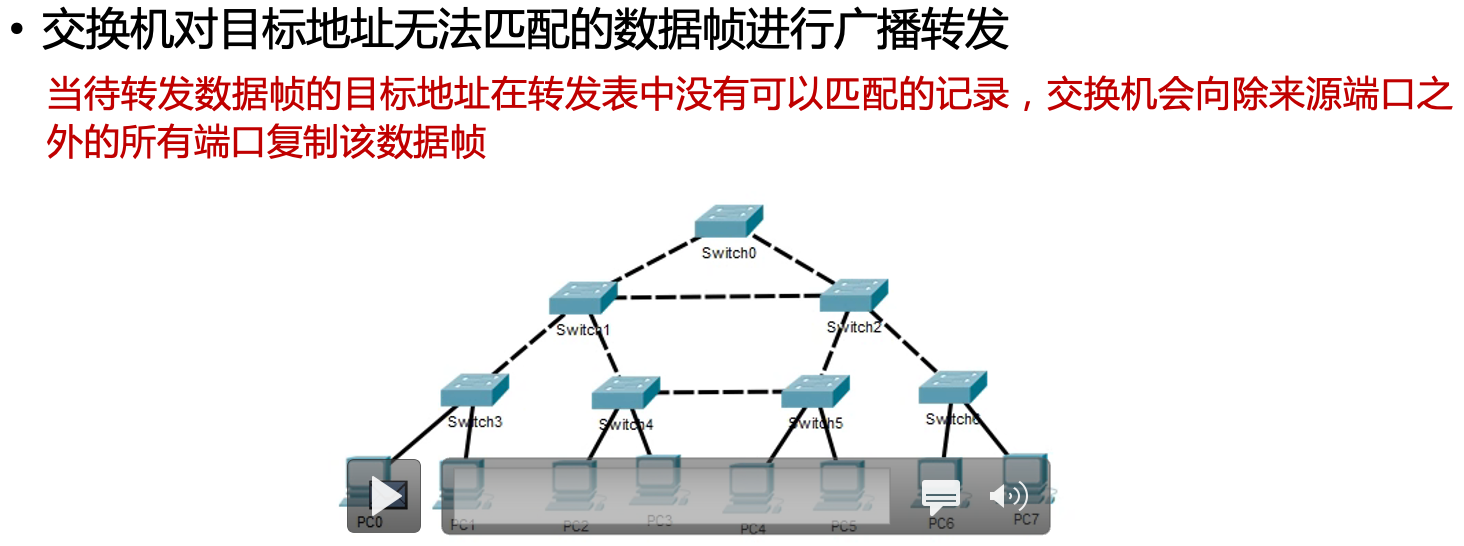 • 交换机对目标地址无法匹配的数据帧进行广播转发
当待转发数据帧的目标地址在转发表中没有可以匹配的记录，交换机会向除来源端口之
外的所有端口复制该数据帧
Switch0
Switch1
Switch2
Switch3
Switch4
Switch5
Switch6
PC0
PC1
PC2
PC3
PC4
PC5
PC6
PC7